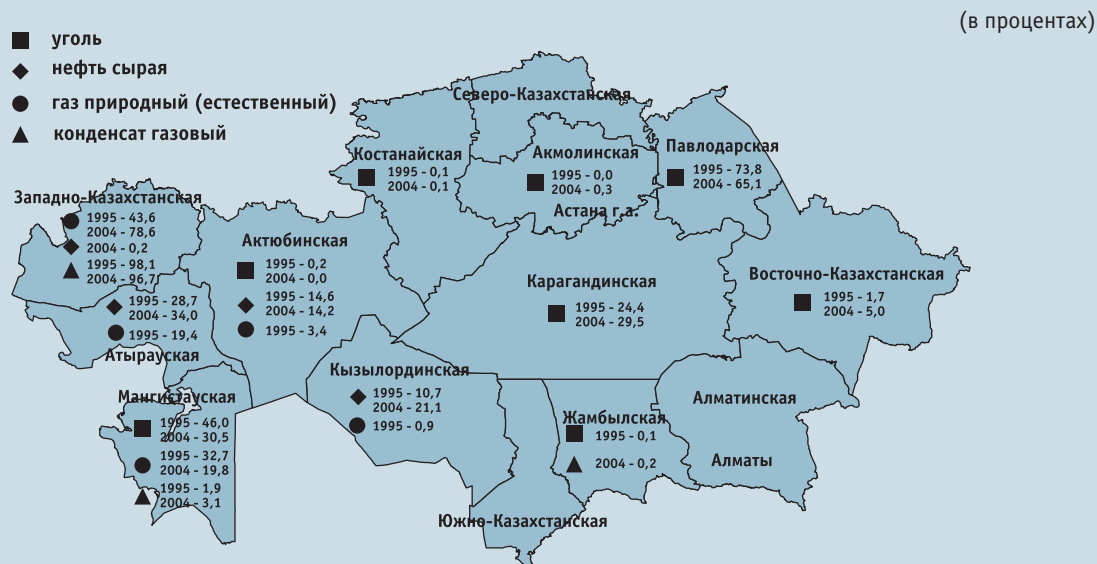 (в процентах)
уголь
нефть сырая
газ природный (естественный)
конденсат газовый
Северо-Казахстанская
Костанайская
1995 - 0,1
2004 - 0,1
Акмолинская
1995 - 0,0
2004 - 0,3
Астана г.а.
Павлодарская
1995 - 73,8
2004 - 65,1
Западно-Казахстанская
1995 - 43,6
2004 - 78,6
2004 - 0,2
1995 - 98,1
2004 - 96,7
Актюбинская
1995 - 0,2
2004 - 0,0
1995 - 14,6
2004 - 14,2
1995 - 3,4
Карагандинская
1995 - 24,4
2004 - 29,5
Восточно-Казахстанская
1995 - 1,7
2004 - 5,0
1995 - 28,7
2004 - 34,0
1995 - 19,4
Атырауская
Мангистауская
1995 - 46,0
2004 - 30,5
1995 - 32,7
2004 - 19,8
1995 - 1,9
2004 - 3,1
Кызылординская
1995 - 10,7
2004 - 21,1
1995 - 0,9
Жамбылская
1995 - 0,1
2004 - 0,2
Алматинская
Алматы
Южно-Казахстанская